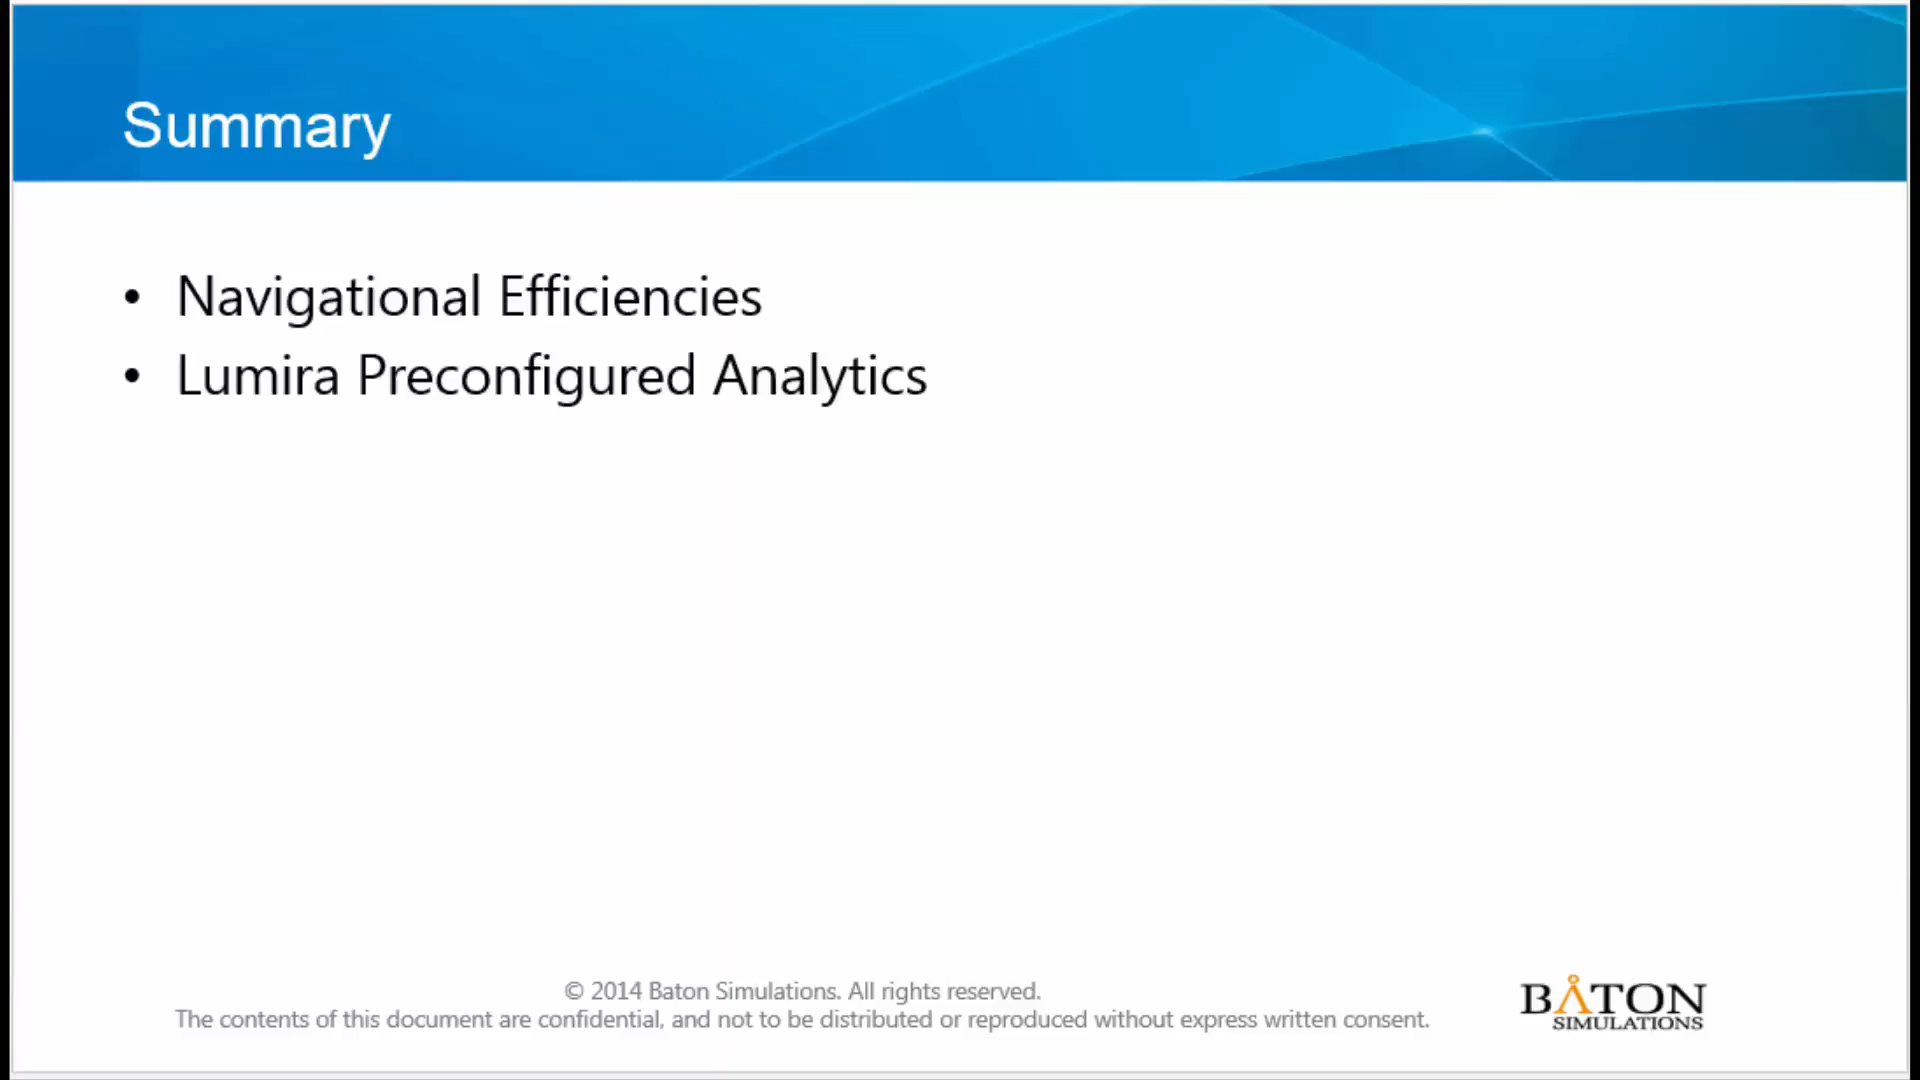 Summary
• Navigational Efficiencies
• Lumira Preconfigured Analytics
© 2014 Baton Simulations. All rights reserved.
The contents of this document are confidential, and not to be distributed or reproduced without express written consent.
BATON
SIMULATIONS